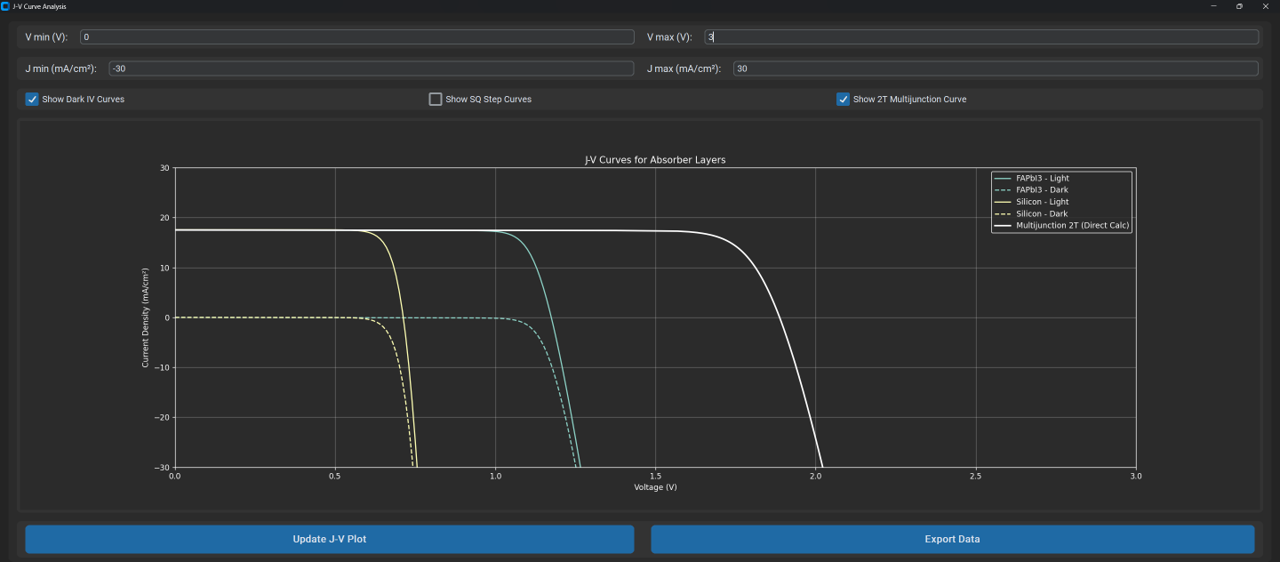 J-V Curve Analysis
V min (V): 0 V max (V): 3
J min (mA/cm²): -30 J max (mA/cm²): 30
Show Dark IV Curves Show SQ Step Curves Show 2T Multijunction Curve
J-V Curves for Absorber Layers
FAPbI3 - Light
FAPbI3 - Dark
Silicon - Light
Silicon - Dark
Multijunction 2T (Direct Calc)
Current Density (mA/cm²)
30
20
10
0
−10
−20
−30
0.0 0.5 1.0 1.5 2.0 2.5 3.0
Voltage (V)
Update J-V Plot Export Data